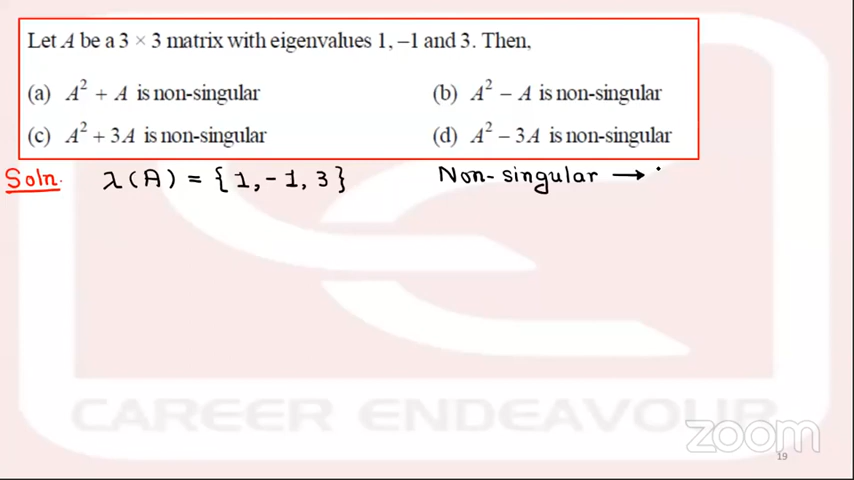 Let A be a 3 × 3 matrix with eigenvalues 1, –1 and 3. Then,
(a) A² + A is non-singular (b) A² – A is non-singular
(c) A² + 3A is non-singular (d) A² – 3A is non-singular
Soln. λ(A) = {1, -1, 3} Non-singular →
CAREER ENDEAVOUR
zoom
19